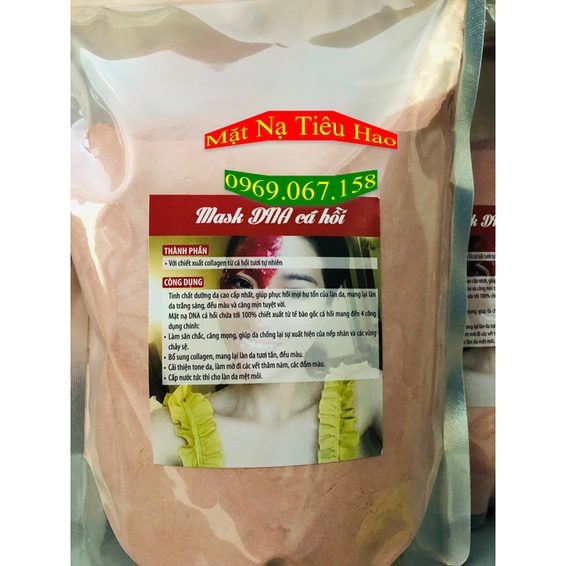 Mặt Nạ Tiêu Hao
0969.067.158
Mask DNA cá hồi
THÀNH PHẦN
• Với chiết xuất collagen từ cá hồi tươi tự nhiên
CÔNG DỤNG
Tinh chất dưỡng da cao cấp nhất, giúp phục hồi mọi hư tổn của làn da, mang lại làn
da trắng sáng, đều màu và căng mịn tuyệt vời.
Mặt nạ DNA cá hồi chứa tới 100% chiết xuất từ tế bào gốc cá hồi mang đến 4 công
dụng chính:
• Làm săn chắc, căng mọng, giúp da chống lại sự xuất hiện của nếp nhăn và các vùng
chảy sệ.
• Bổ sung collagen, mang lại làn da tươi tắn, đều màu.
• Cải thiện tone da, làm mờ đi các vết thâm nám, các đốm màu.
• Cấp nước tức thì cho làn da mệt mỏi.